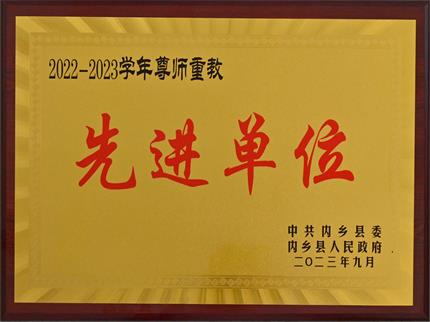 2022-2023学年尊师重教
先进单位
中共内乡县委
内乡县人民政府
二〇二三年九月